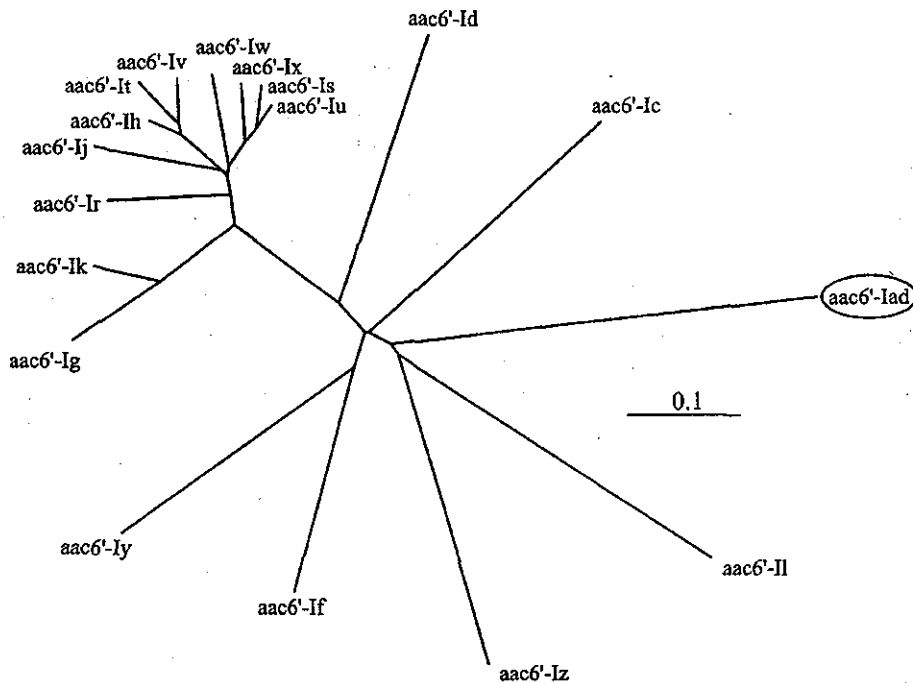 aac6'-Id
aac6'-Iw
aac6'-Iv
aac6'-Ix
aac6'-It
aac6'-Is
aac6'-Iu
aac6'-Ic
aac6'-Ih
aac6'-Ij
aac6'-Ir
aac6'-Ik
aac6'-Iad
aac6'-Ig
0.1
aac6'-Iy
aac6'-Il
aac6'-If
aac6'-Iz